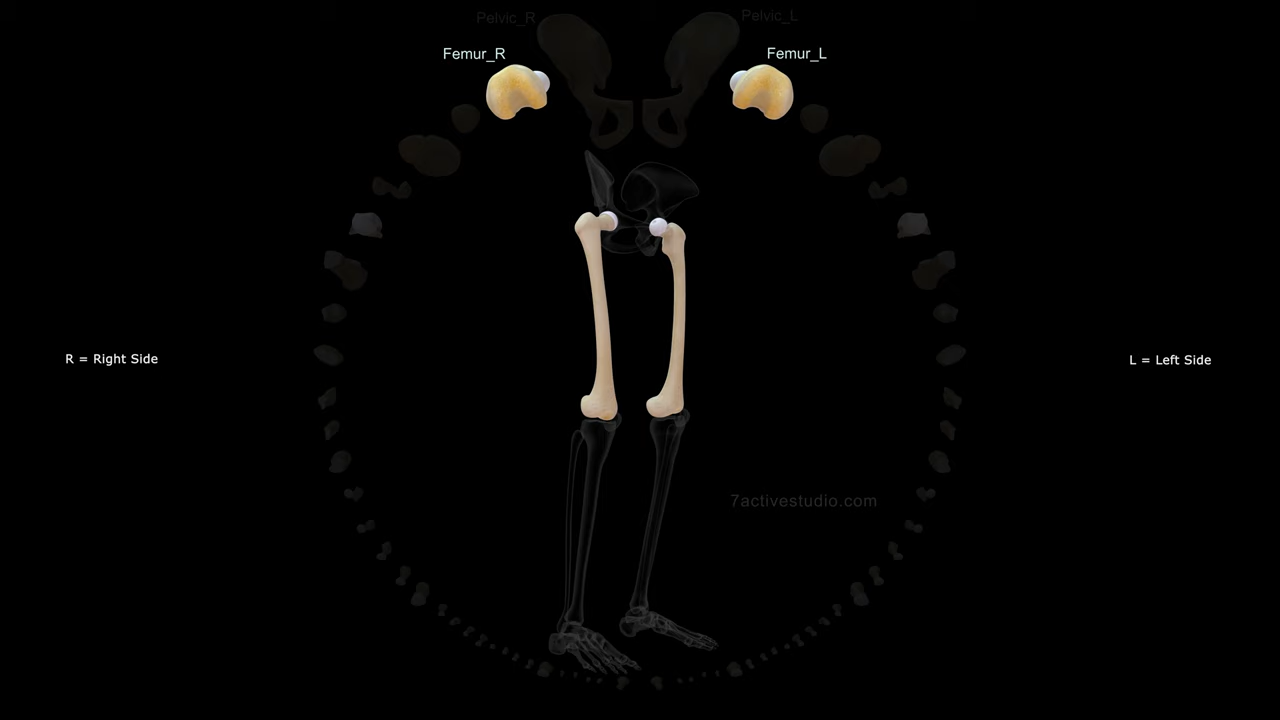 Pelvic_R
Pelvic_L
Femur_R
Femur_L
R = Right Side
L = Left Side
7activestudio.com